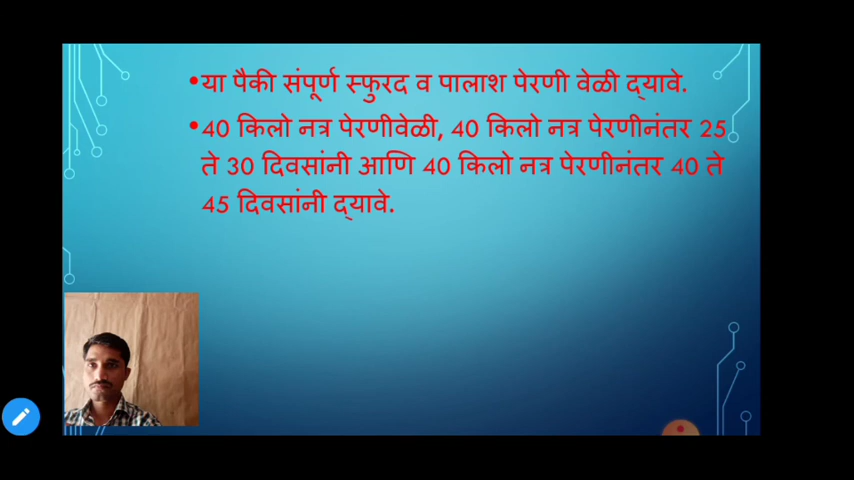 •या पैकी संपूर्ण स्फुरद व पालाश पेरणी वेळी द्यावे.
•40 किलो नत्र पेरणीवेळी, 40 किलो नत्र पेरणीनंतर 25
ते 30 दिवसांनी आणि 40 किलो नत्र पेरणीनंतर 40 ते
45 दिवसांनी द्यावे.